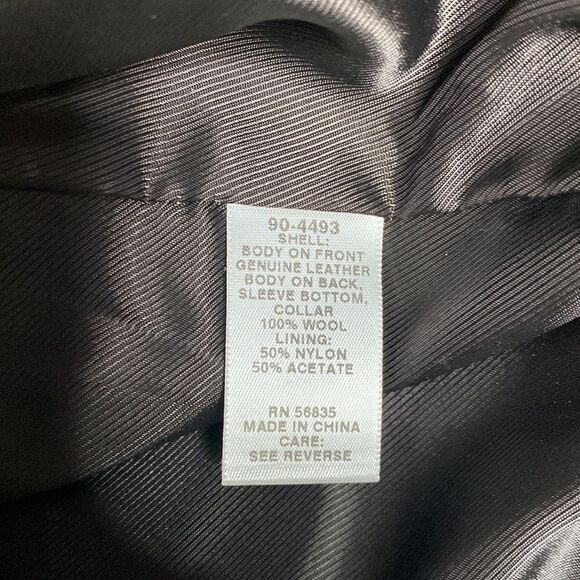 90-4493
SHELL:
BODY ON FRONT
GENUINE LEATHER
BODY ON BACK,
SLEEVE BOTTOM,
COLLAR
100% WOOL
LINING:
50% NYLON
50% ACETATE
RN 56835
MADE IN CHINA
CARE:
SEE REVERSE